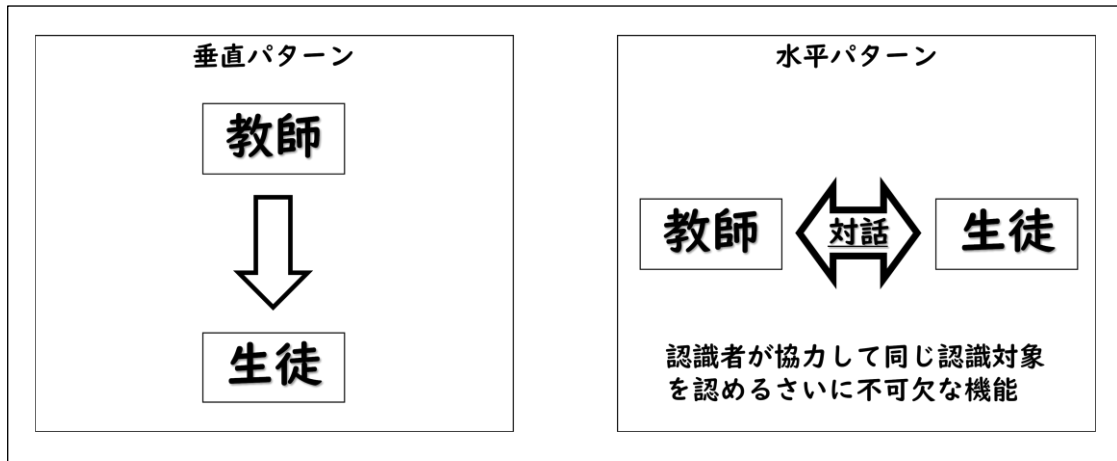 垂直パターン
教師
生徒
水平パターン
教師
対話
生徒
認識者が協力して同じ認識対象
を認めるさいに不可欠な機能